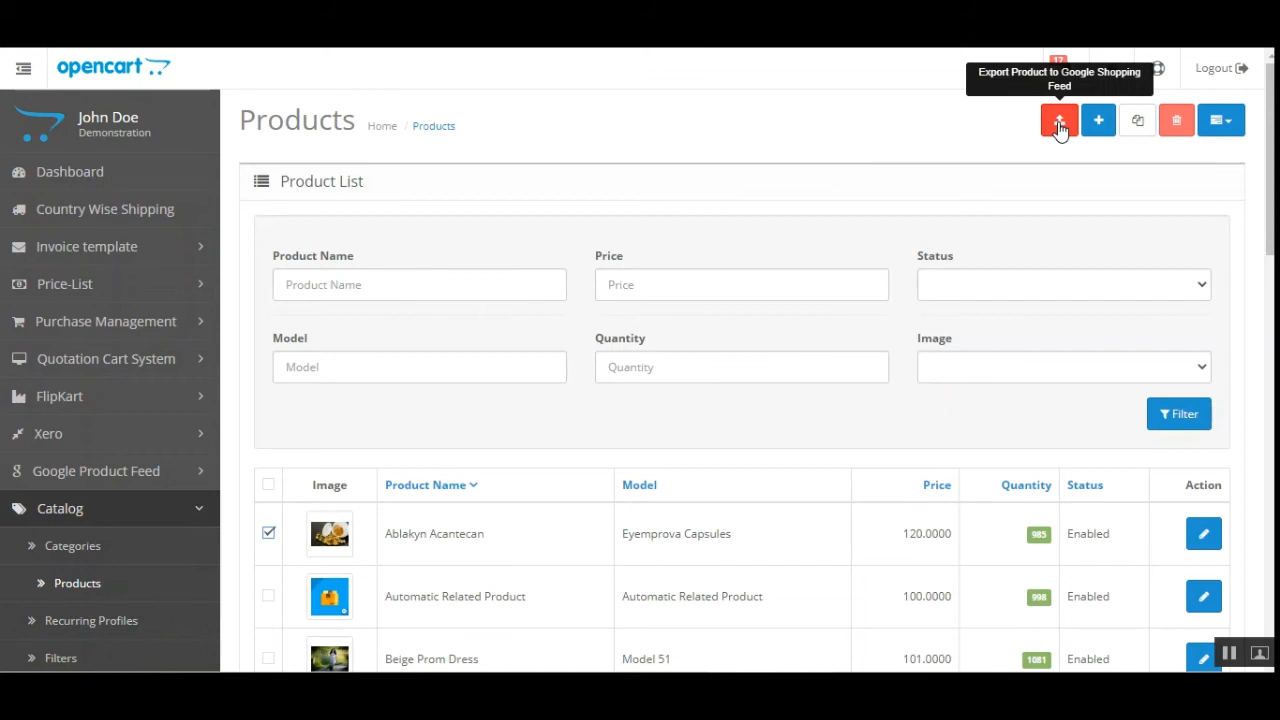 opencart
17
Export Product to Google Shopping
Feed
Logout
John Doe
Demonstration
Products
Home / Products
Dashboard
Country Wise Shipping
Invoice template
Price-List
Purchase Management
Quotation Cart System
FlipKart
Xero
Google Product Feed
Catalog
Categories
Products
Recurring Profiles
Filters
Product List
Product Name
Price
Status
Product Name
Price
Model
Quantity
Image
Model
Quantity
Filter
Image Product Name Model Price Quantity Status Action
Ablakyn Acantecan Eyemprova Capsules 120.0000 985 Enabled
Automatic Related Product Automatic Related Product 100.0000 998 Enabled
Beige Prom Dress Model 51 101.0000 1081 Enabled